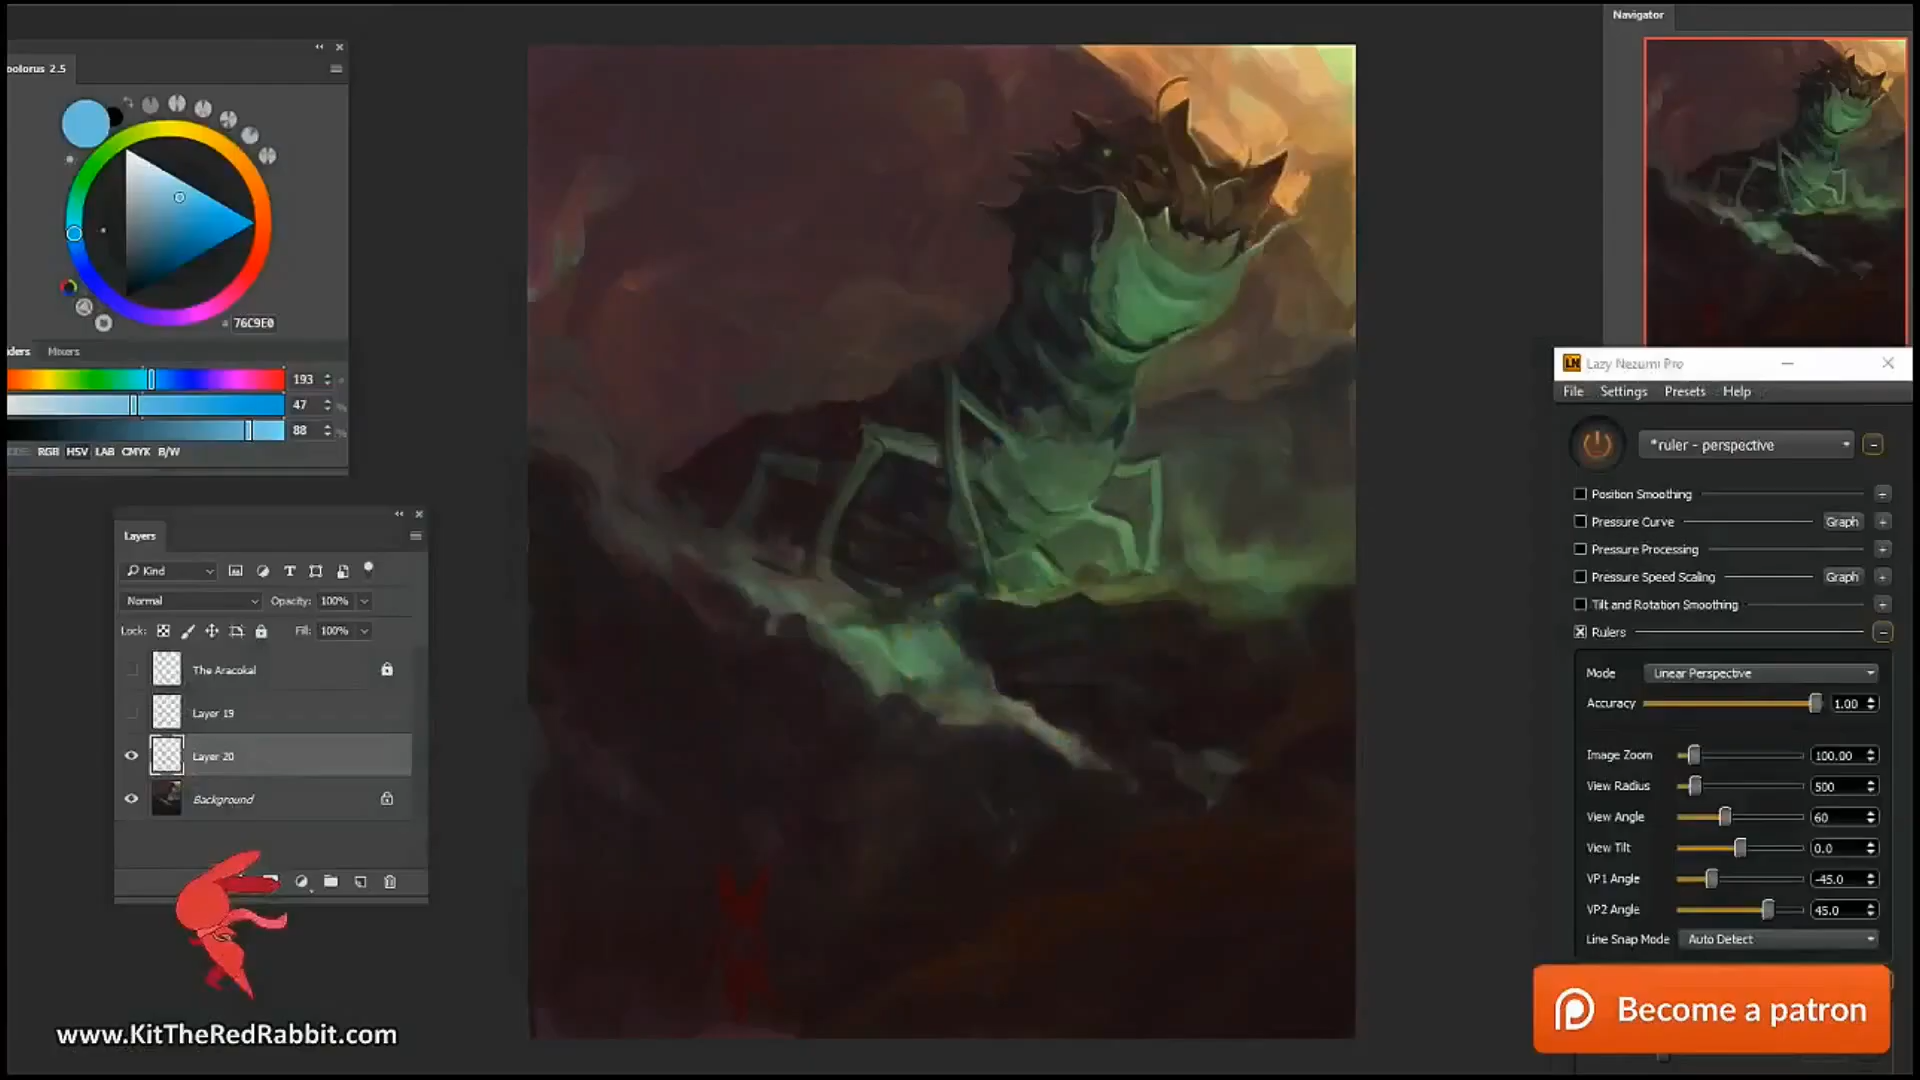 Navigator
oolorus 2.5
76C9E0
ders Mixers
193
47
88
RGB HSV LAB CMYK B/W
Layers
Kind
Normal Opacity: 100%
Lock: Fill: 100%
The Aracokal
Layer 19
Layer 20
Background
www.KitTheRedRabbit.com
LN Lazy Nezumi Pro
File Settings Presets Help
*ruler - perspective
Position Smoothing
Pressure Curve Graph
Pressure Processing
Pressure Speed Scaling Graph
Tilt and Rotation Smoothing
Rulers
Mode Linear Perspective
Accuracy 1.00
Image Zoom 100.00
View Radius 500
View Angle 60
View Tilt 0.0
VP1 Angle -45.0
VP2 Angle 45.0
Line Snap Mode Auto Detect
Become a patron